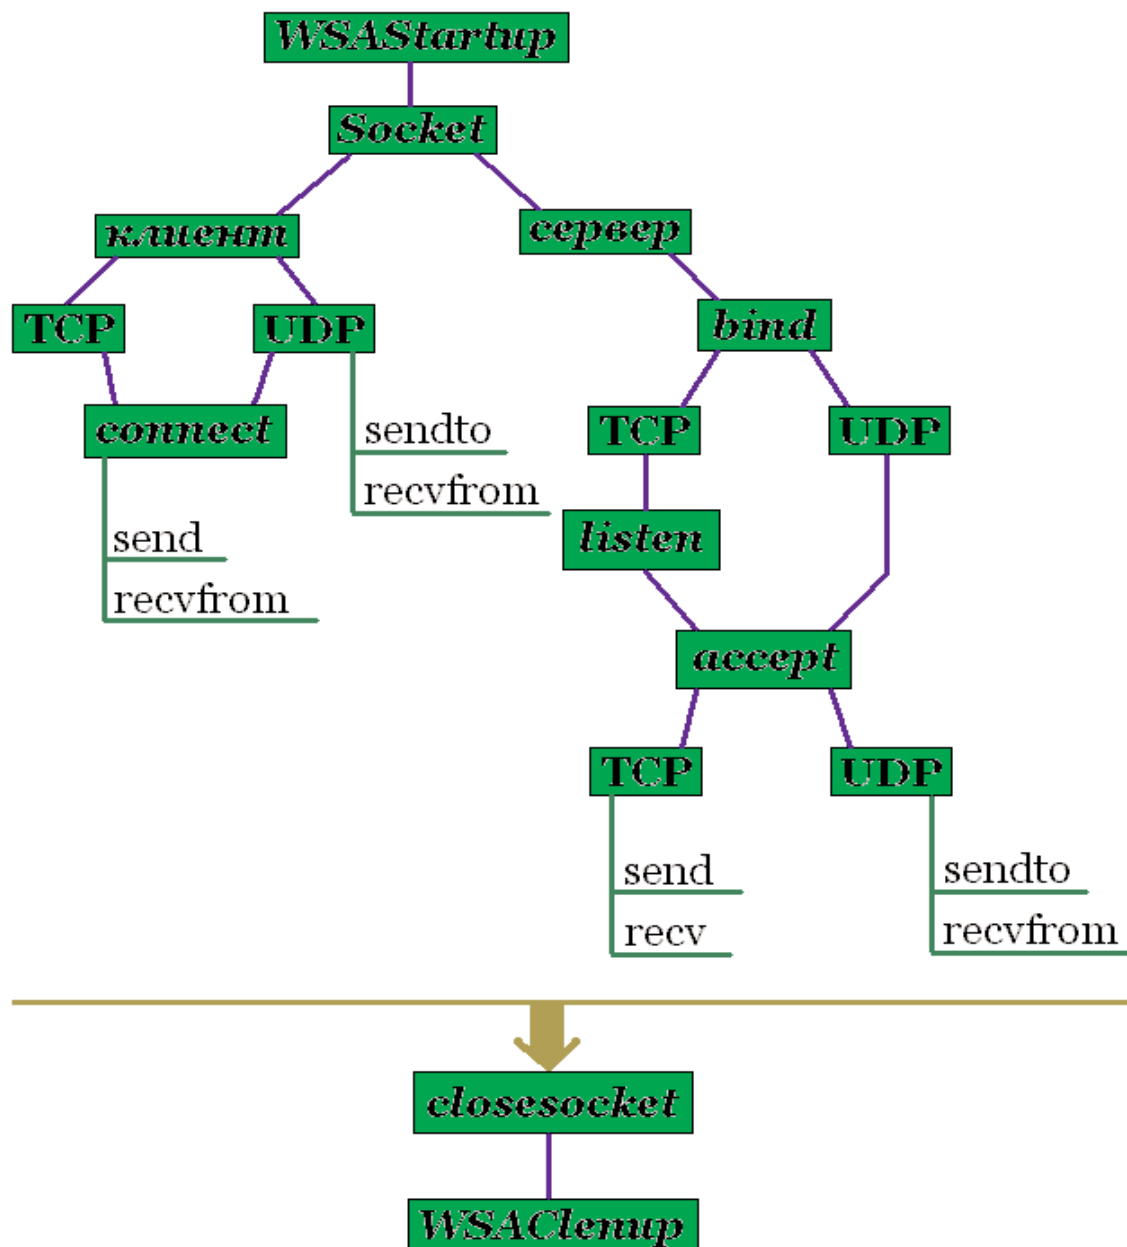 WSAStartup
Socket
клиент
сервер
TCP
UDP
bind
connect
sendto
recvfrom
send
recvfrom
TCP
UDP
listen
accept
TCP
UDP
send
recv
sendto
recvfrom
closesocket
WSAClenup